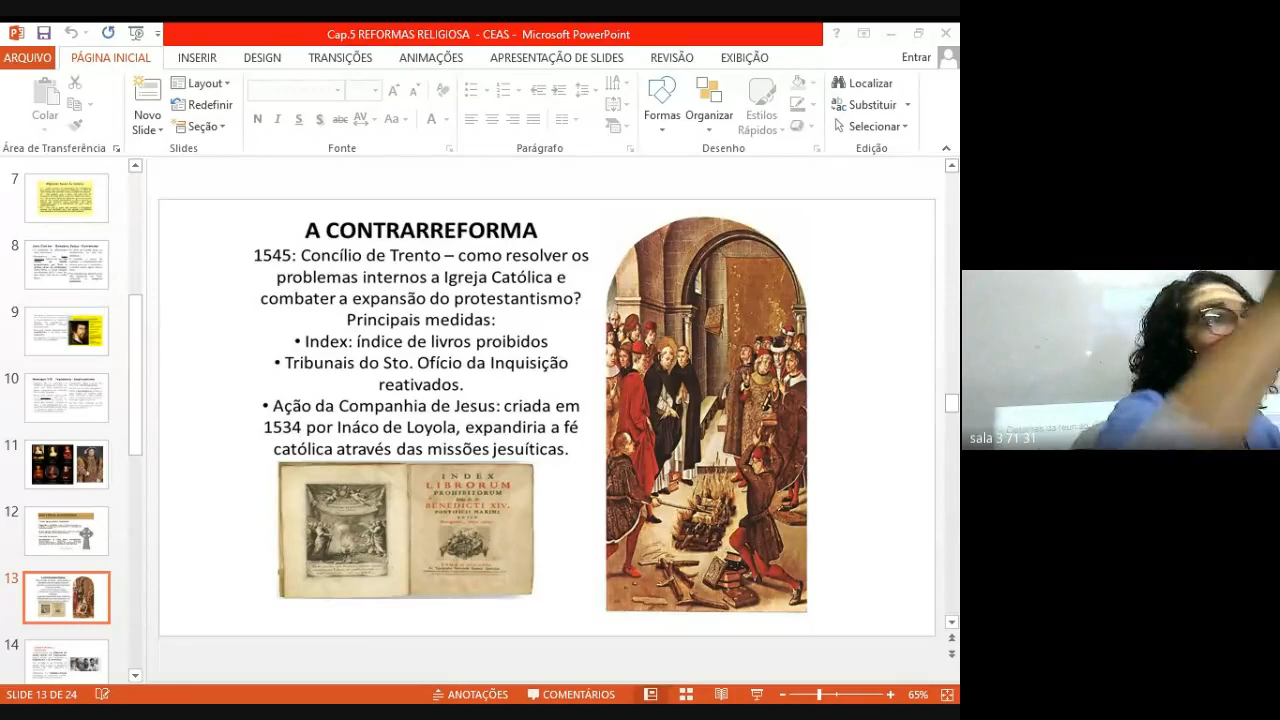 Cap.5 REFORMAS RELIGIOSA - CEAS - Microsoft PowerPoint
ARQUIVO PÁGINA INICIAL INSERIR DESIGN TRANSIÇÕES ANIMAÇÕES APRESENTAÇÃO DE SLIDES REVISÃO EXIBIÇÃO Entrar
Colar
Novo
Slide
Layout
Redefinir
Seção
Formas
Organizar
Estilos
Rápidos
Localizar
Substituir
Selecionar
Área de Transferência Slides Fonte Parágrafo Desenho Edição
7
8
9
10
11
12
13
14
A CONTRARREFORMA
1545: Concílio de Trento – como resolver os
problemas internos a Igreja Católica e
combater a expansão do protestantismo?
Principais medidas:
• Index: índice de livros proibidos
• Tribunais do Sto. Ofício da Inquisição
reativados.
• Ação da Companhia de Jesus: criada em
1534 por Ináco de Loyola, expandiria a fé
católica através das missões jesuíticas.
INDEX
LIBRORUM
PROHIBITORUM
BENEDICTI XIV.
PONTIFICIS MAXIMI
sala 3 71 31
SLIDE 13 DE 24 ANOTAÇÕES COMENTÁRIOS 65%